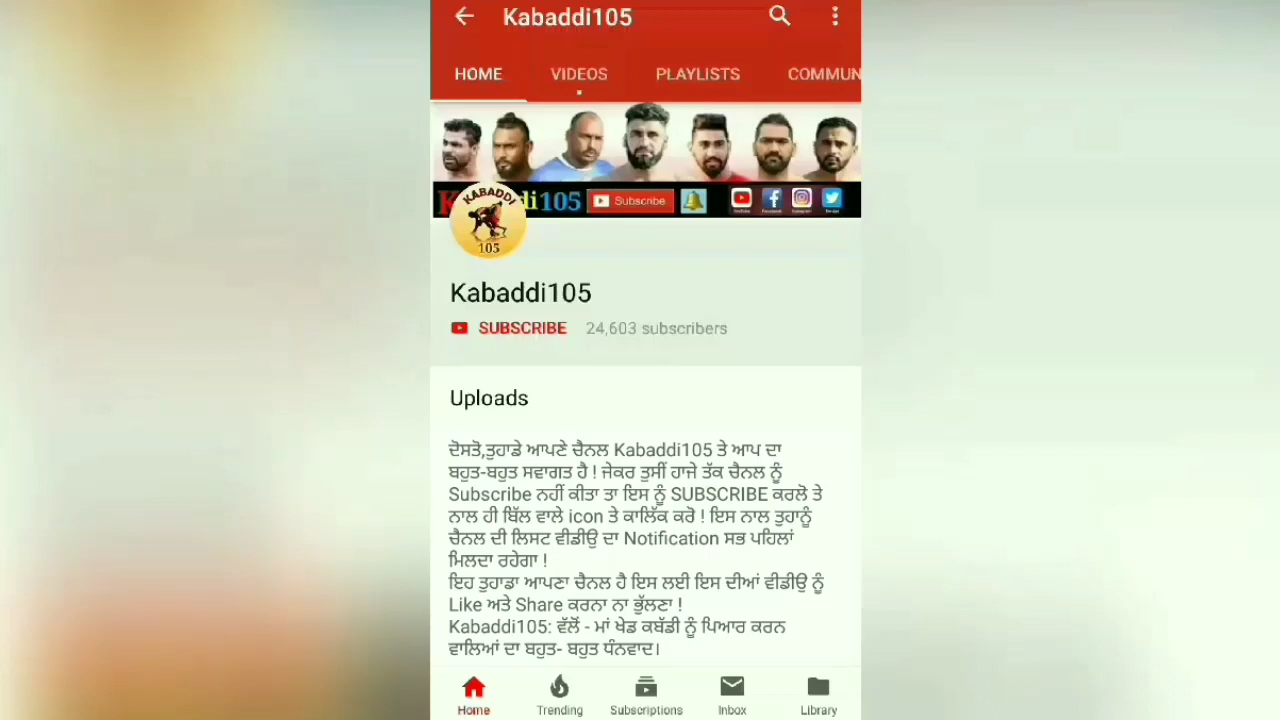 Kabaddi105
HOME VIDEOS PLAYLISTS COMMUN
105 Subscribe
KABADDI
105
Kabaddi105
SUBSCRIBE 24,603 subscribers
Uploads
ਦੋਸਤੋ,ਤੁਹਾਡੇ ਆਪਣੇ ਚੈਨਲ Kabaddi105 ਤੇ ਆਪ ਦਾ
ਬਹੁਤ-ਬਹੁਤ ਸਵਾਗਤ ਹੈ ! ਜੇਕਰ ਤੁਸੀਂ ਹਾਜੇ ਤੱਕ ਚੈਨਲ ਨੂੰ
Subscribe ਨਹੀਂ ਕੀਤਾ ਤਾ ਇਸ ਨੂੰ SUBSCRIBE ਕਰਲੋ ਤੇ
ਨਾਲ ਹੀ ਬਿੱਲ ਵਾਲੇ icon ਤੇ ਕਾਲਿੱਕ ਕਰੋ ! ਇਸ ਨਾਲ ਤੁਹਾਨੂੰ
ਚੈਨਲ ਦੀ ਲਿਸਟ ਵੀਡੀਉ ਦਾ Notification ਸਭ ਪਹਿਲਾਂ
ਮਿਲਦਾ ਰਹੇਗਾ !
ਇਹ ਤੁਹਾਡਾ ਆਪਣਾ ਚੈਨਲ ਹੈ ਇਸ ਲਈ ਇਸ ਦੀਆਂ ਵੀਡੀਉ ਨੂੰ
Like ਅਤੇ Share ਕਰਨਾ ਨਾ ਭੁੱਲਣਾ !
Kabaddi105: ਵੱਲੋਂ - ਮਾਂ ਖੇਡ ਕਬੱਡੀ ਨੂੰ ਪਿਆਰ ਕਰਨ
ਵਾਲਿਆਂ ਦਾ ਬਹੁਤ- ਬਹੁਤ ਧੰਨਵਾਦ।
Home Trending Subscriptions Inbox Library